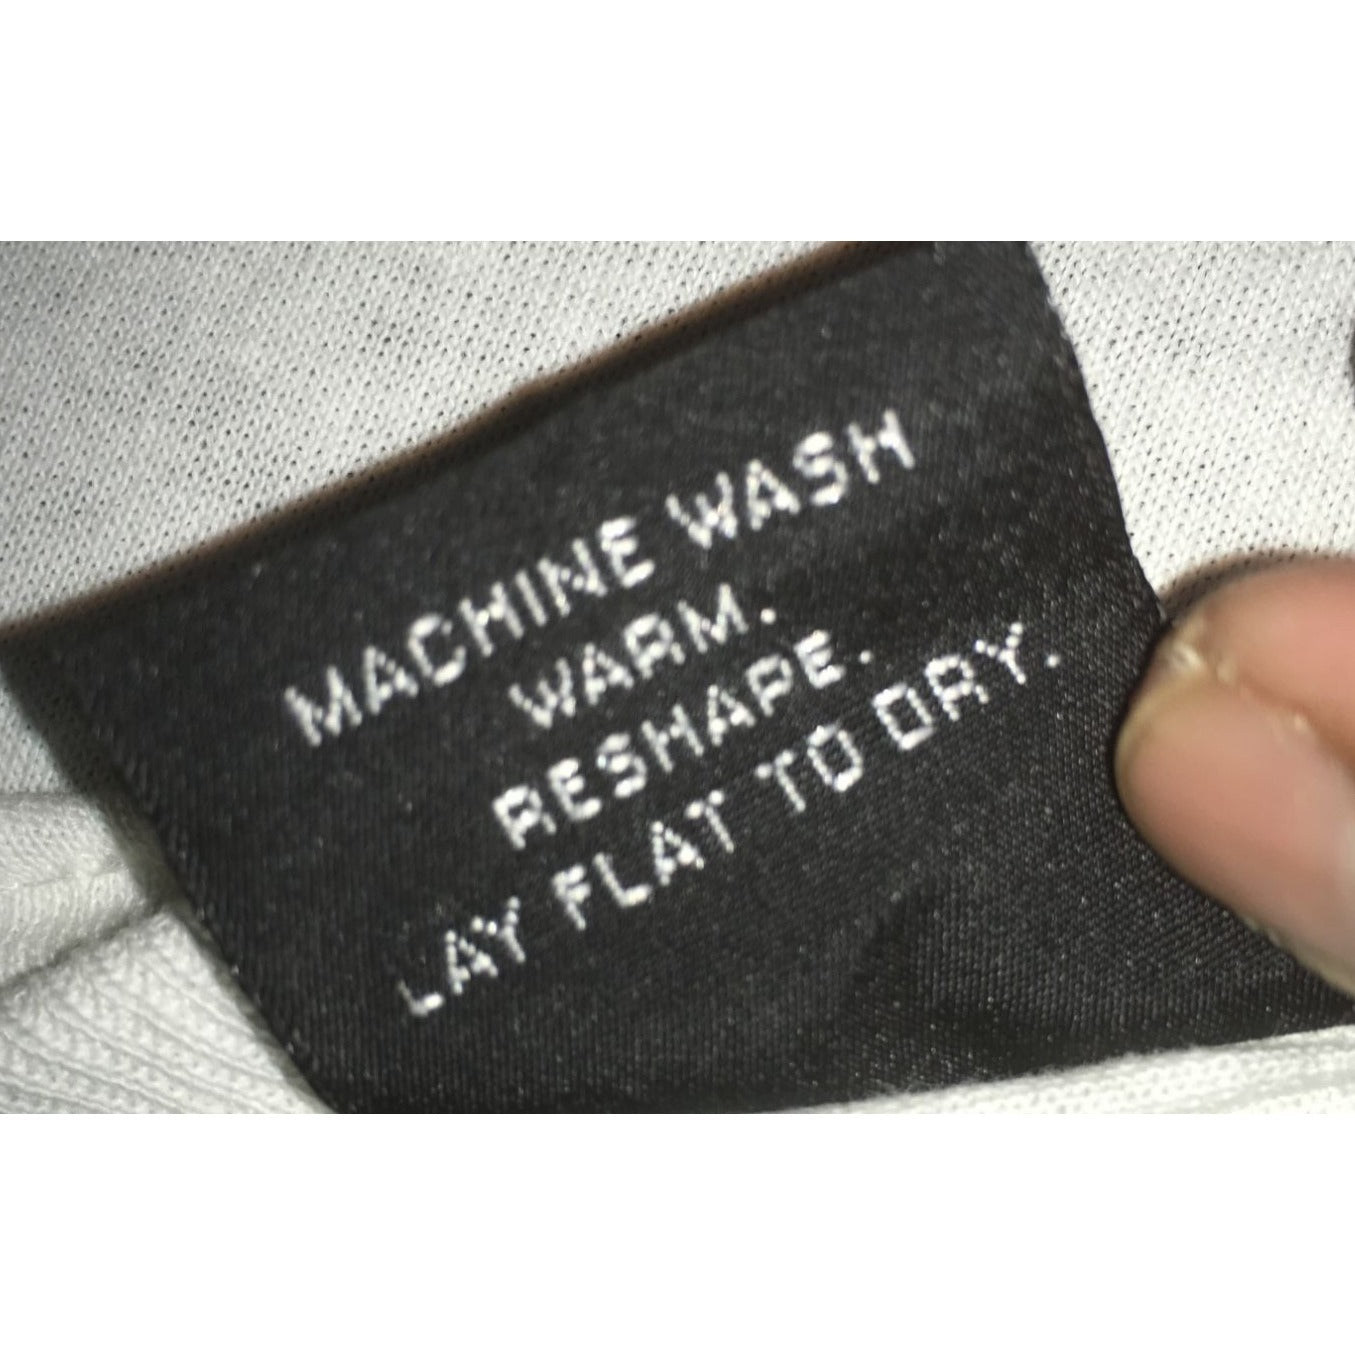 MACHINE WASH
WARM.
RESHAPE.
LAY FLAT TO DRY.